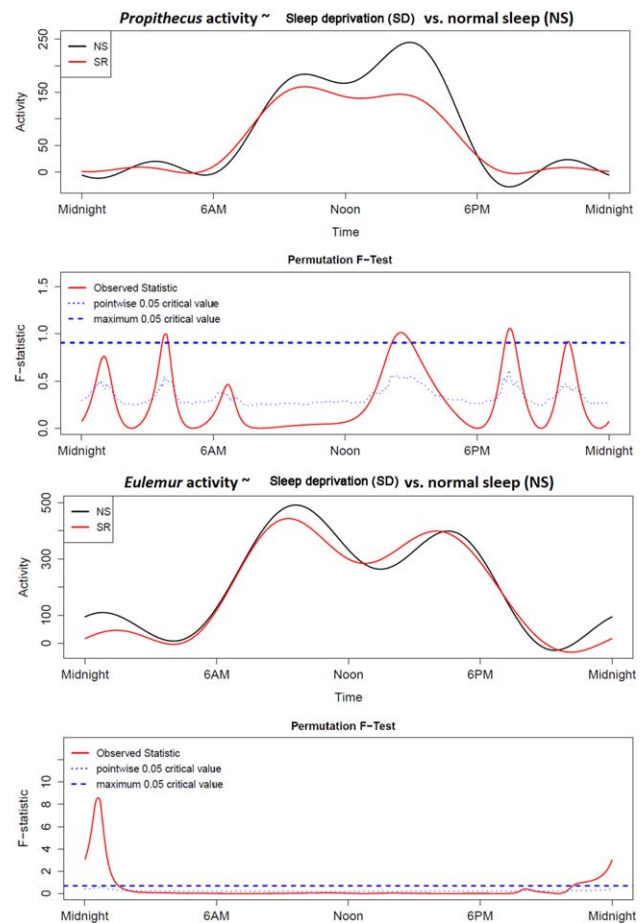 Propithecus activity ~ Sleep deprivation (SD) vs. normal sleep (NS)
NS
SR
Activity
0
50
150
250
Midnight 6AM Noon 6PM Midnight
Time
Permutation F-Test
Observed Statistic
pointwise 0.05 critical value
maximum 0.05 critical value
F-statistic
0.0
0.5
1.0
1.5
Midnight 6AM Noon 6PM Midnight
Eulemur activity ~ Sleep deprivation (SD) vs. normal sleep (NS)
NS
SR
Activity
0
100
300
500
Midnight 6AM Noon 6PM Midnight
Time
Permutation F-Test
Observed Statistic
pointwise 0.05 critical value
maximum 0.05 critical value
F-statistic
0
2
4
6
8
10
Midnight 6AM Noon 6PM Midnight